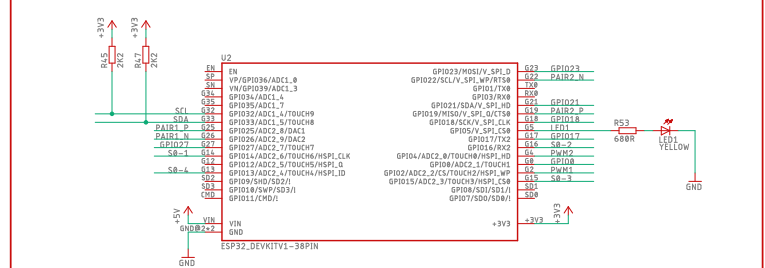 +3V3 +3V3
R45 2K2 R47 2K2
U2
EN EN GPIO23/MOSI/V_SPI_D G23 GPIO23
SP VP/GPIO36/ADC1_0 GPIO22/SCL/V_SPI_WP/RTS0 G22 PAIR2_N
SN VN/GPIO39/ADC1_3 GPIO1/TX0 TX0
G34 GPIO34/ADC1_4 GPIO3/RX0 RX0
G35 GPIO35/ADC1_7 GPIO21/SDA/V_SPI_HD G21 GPIO21
SCL G32 GPIO32/ADC1_4/TOUCH9 GPIO19/MISO/V_SPI_Q/CTS0 G19 PAIR2_P
SDA G33 GPIO33/ADC1_5/TOUCH8 GPIO18/SCK/V_SPI_CLK G18 GPIO18
PAIR1_P G25 GPIO25/ADC2_8/DAC1 GPIO5/V_SPI_CS0 G5 LED1
PAIR1_N G26 GPIO26/ADC2_9/DAC2 GPIO17/TX2 G17 GPIO17
GPIO27 G27 GPIO27/ADC2_7/TOUCH7 GPIO16/RX2 G16 S0-2
S0-1 G14 GPIO14/ADC2_6/TOUCH6/HSPI_CLK GPIO4/ADC2_0/TOUCH0/HSPI_HD G4 PWM2
G12 GPIO12/ADC2_5/TOUCH5/HSPI_Q GPIO0/ADC2_1/TOUCH1 G0 GPIO0
S0-4 G13 GPIO13/ADC2_4/TOUCH4/HSPI_ID GPIO2/ADC2_2/CS/TOUCH2/HSPI_WP G2 PWM1
SD2 GPIO9/SHD/SD2/! GPIO15/ADC2_3/TOUCH3/HSPI_CS0 G15 S0-3
SD3 GPIO10/SWP/SD3/! GPIO8/SDI/SD1/! SD1
CMD GPIO11/CMD/! GPIO7/SDO/SD0/! SD0
R53
680R
LED1
YELLOW
GND
+5V
VIN VIN +3V3 +3V3 +3V3
GND@2*2 GND
ESP32_DEVKITV1-38PIN
GND